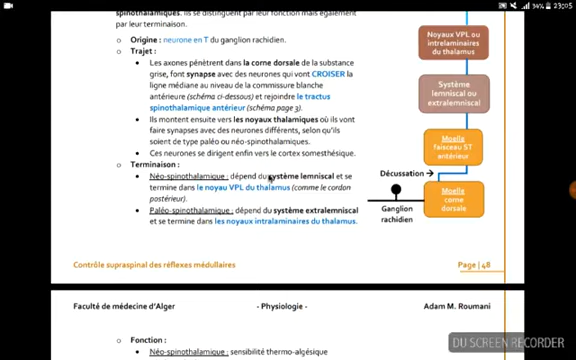 34% 23:05
spinothalamiques. Ils se distinguent par leur fonction mais également
par leur terminaison.
o Origine : neurone en T du ganglion rachidien.
o Trajet :
• Les axones pénètrent dans la corne dorsale de la substance
grise, font synapse avec des neurones qui vont CROISER la
ligne médiane au niveau de la commissure blanche
antérieure (schéma ci-dessous) et rejoindre le tractus
spinothalamique antérieur (schéma page 3).
• Ils montent ensuite vers les noyaux thalamiques où ils vont
faire synapses avec des neurones différents, selon qu'ils
soient de type paléo ou néo-spinothalamiques.
• Ces neurones se dirigent enfin vers le cortex somesthésique.
o Terminaison :
• Néo-spinothalamique : dépend du système lemniscal et se
termine dans le noyau VPL du thalamus (comme le cordon
postérieur).
• Paléo-spinothalamique : dépend du système extralemniscal
et se termine dans les noyaux intralaminaires du thalamus.
Noyaux VPL ou
intrelaminaires
du thalamus
Système
lemniscal ou
extralemniscal
Moelle
faisceau ST
antérieur
Décussation
Moelle
corne
dorsale
Ganglion
rachidien
Contrôle supraspinal des réflexes médullaires
Page | 48
Faculté de médecine d'Alger
- Physiologie -
Adam M. Roumani
o Fonction :
• Néo-spinothalamique : sensibilité thermo-algésique
DU SCREEN RECORDER